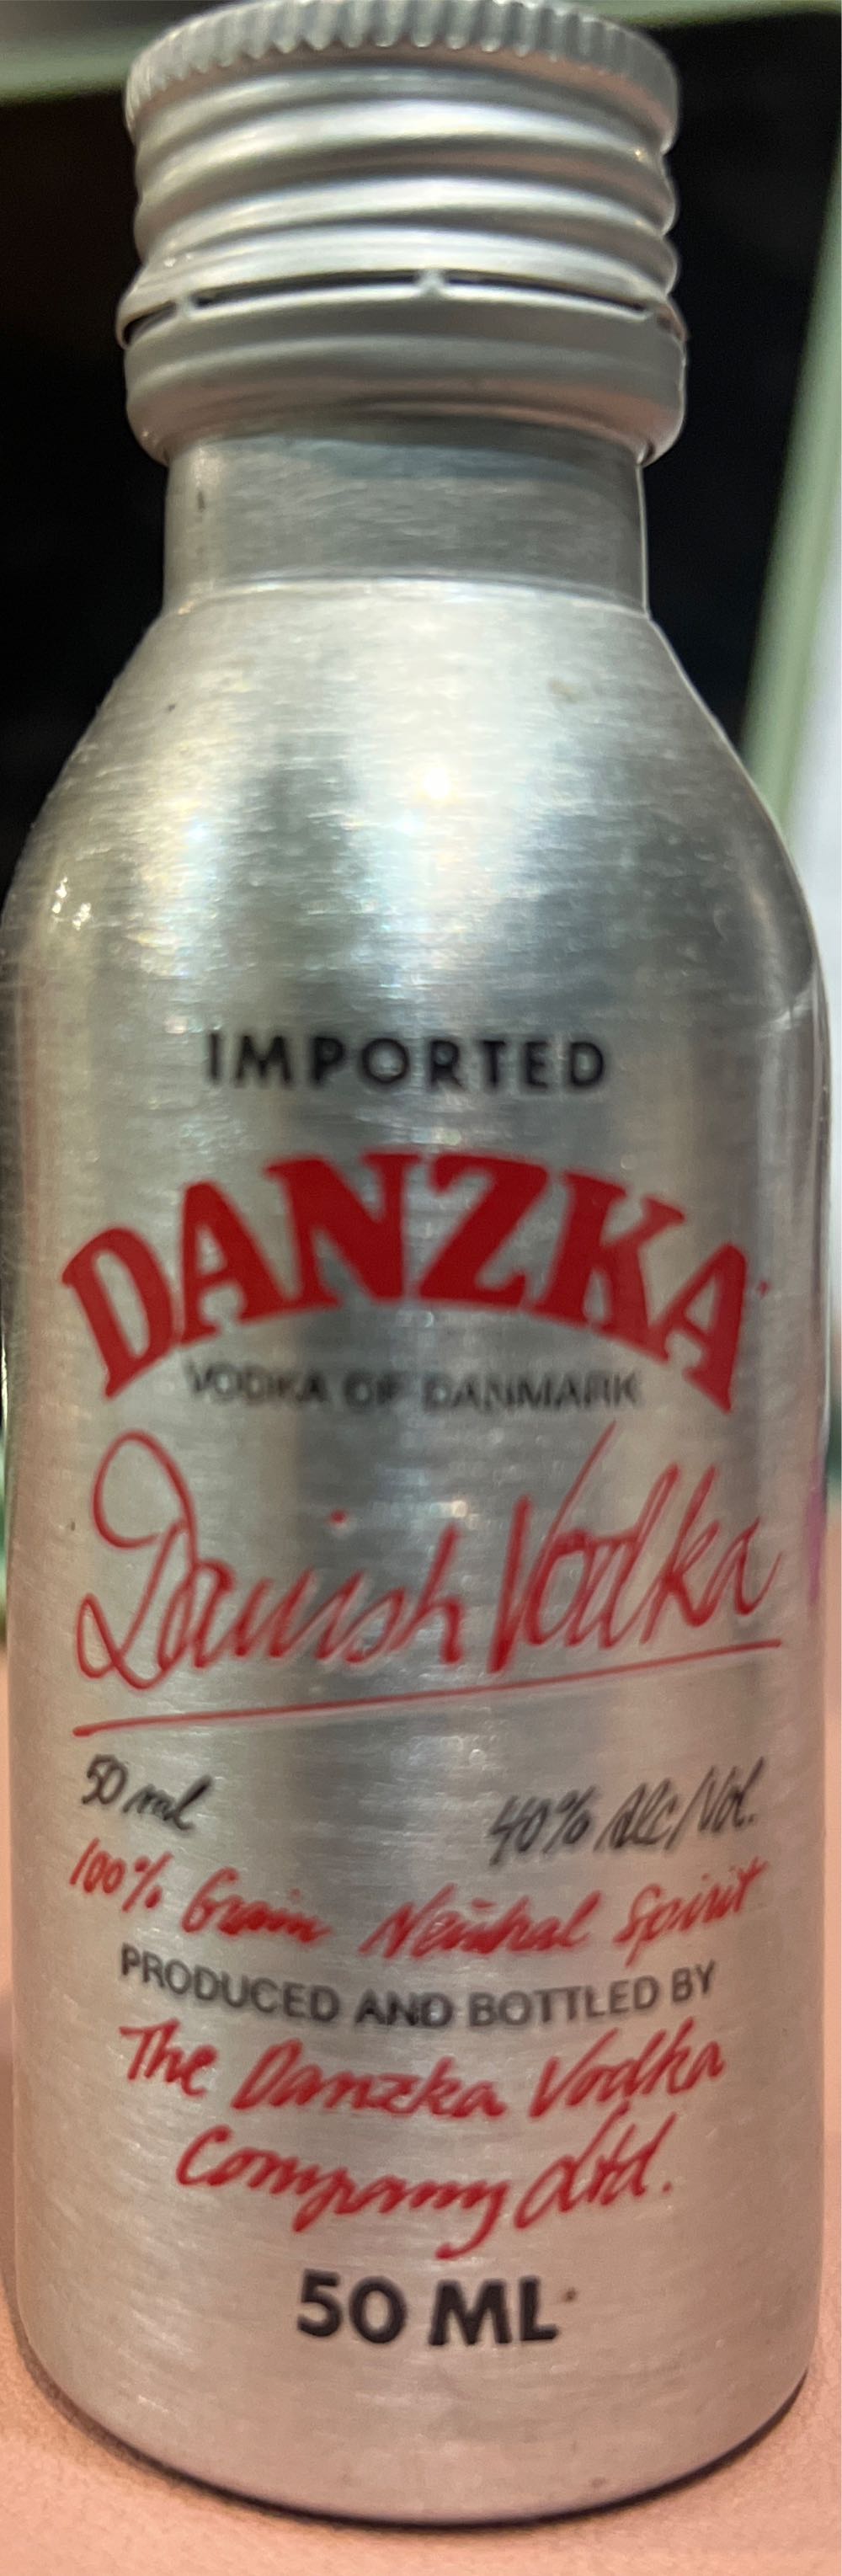 IMPORTED
DANZKA
VODKA OF DANMARK
Danish Vodka
50 ml 40% Alc/Vol.
100% Grain Neutral Spirit
PRODUCED AND BOTTLED BY
The Danzka Vodka
Company Ltd.
50 ML